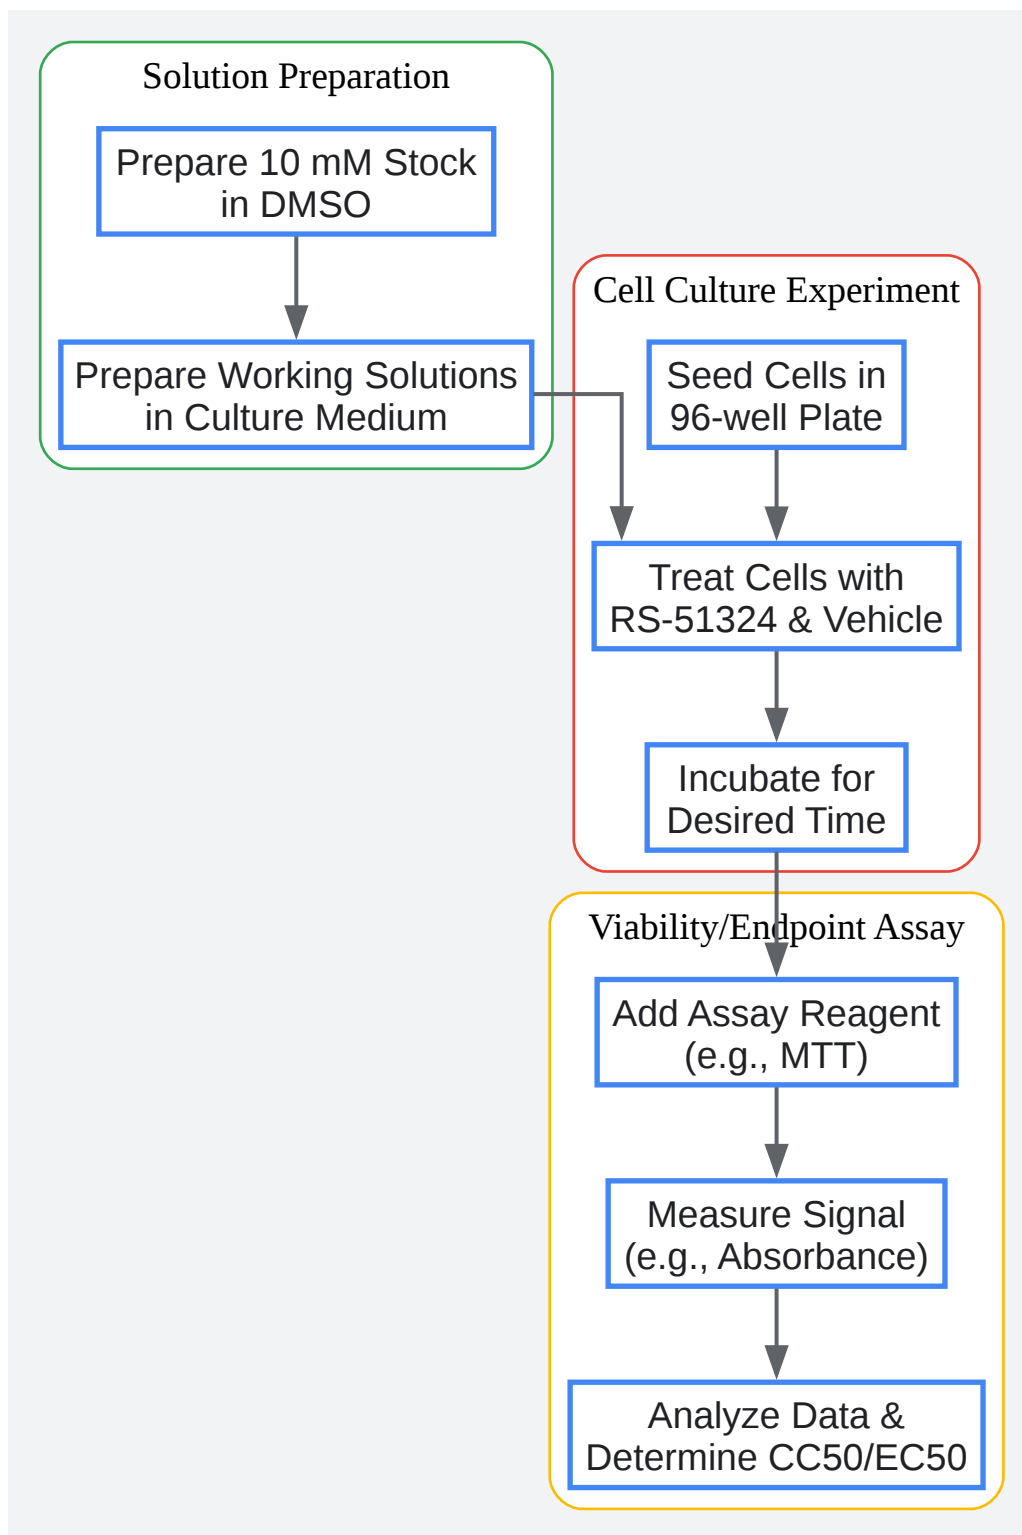 Solution Preparation
Prepare 10 mM Stock
in DMSO
Prepare Working Solutions
in Culture Medium
Cell Culture Experiment
Seed Cells in
96-well Plate
Treat Cells with
RS-51324 & Vehicle
Incubate for
Desired Time
Viability/Endpoint Assay
Add Assay Reagent
(e.g., MTT)
Measure Signal
(e.g., Absorbance)
Analyze Data &
Determine CC50/EC50